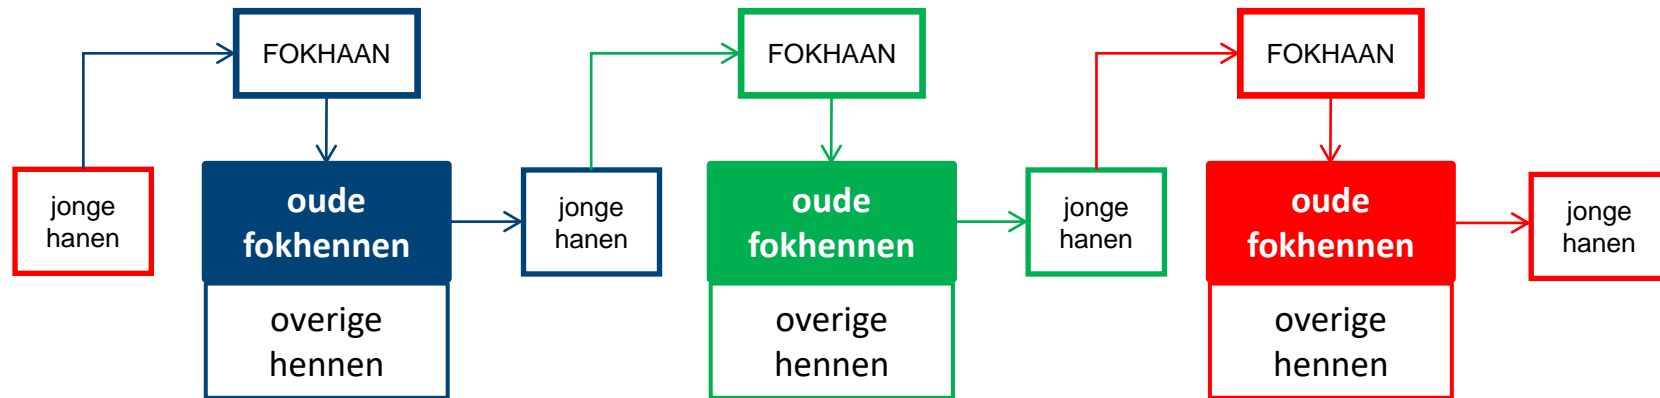 FOKHAAN
FOKHAAN
FOKHAAN
jonge
hanen
oude
fokhennen
jonge
hanen
oude
fokhennen
jonge
hanen
oude
fokhennen
jonge
hanen
overige
hennen
overige
hennen
overige
hennen